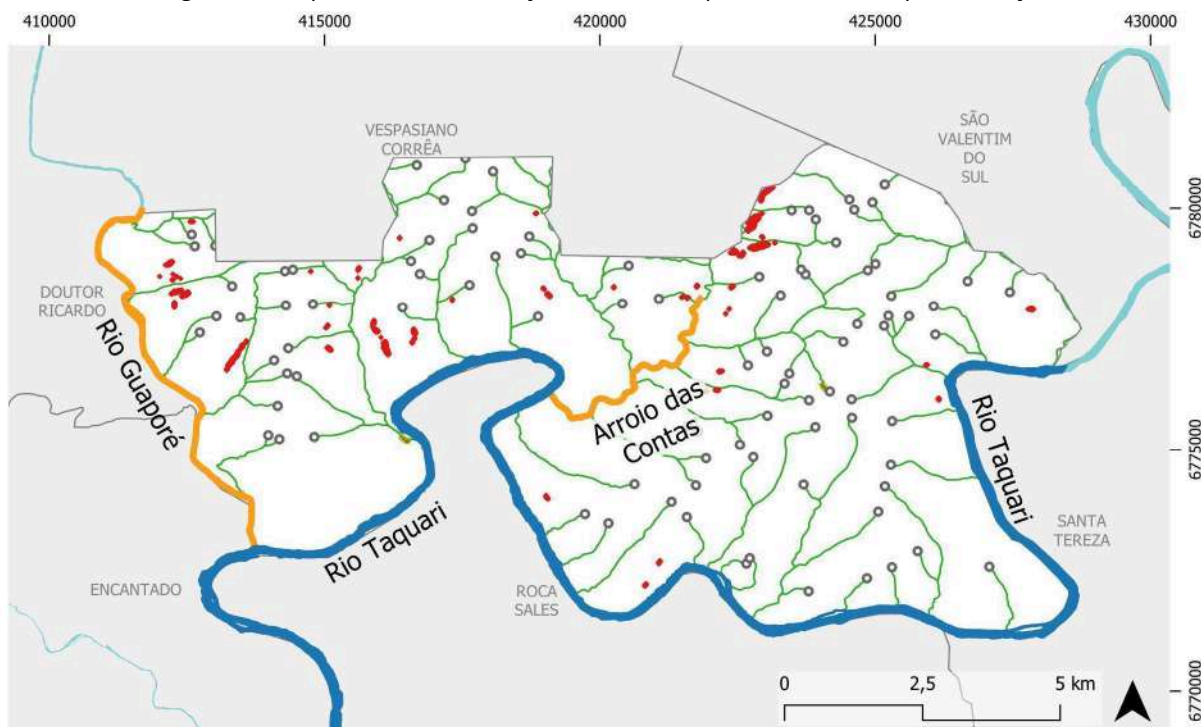 410000
415000
420000
425000
430000
VESPASIANO
CORRÊA
SÃO
VALENTIM
DO
SUL
6780000
DOUTOR
RICARDO
Rio Guaporé
Arroio das
Contas
Rio Taquari
6775000
Rio Taquari
SANTA
TEREZA
ENCANTADO
ROCA
SALES
0
2,5
5 km
6770000